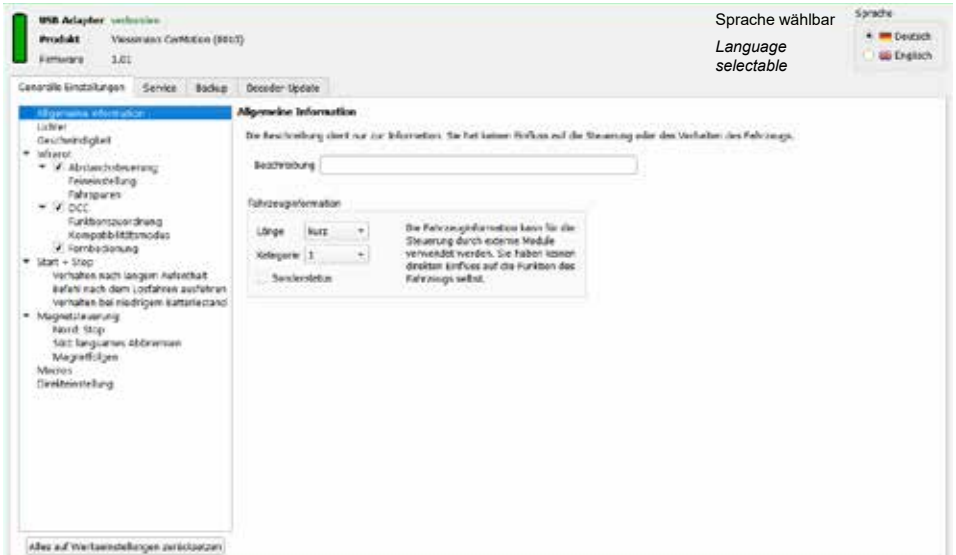 USB Adapter verbunden
Produkt Viessmann CarMotion (8013)
Firmware 1.01
Sprache wählbar
Language
selectable
Sprache
Deutsch
Englisch
Generelle Einstellungen Service Backup Decoder Update
Allgemeine Information
Lichter
Geschwindigkeit
Infrarot
Abstandssteuerung
Feineinstellung
Fahrspuren
DCC
Funktionszuordnung
Kompatibilitätsmodus
Fernbedienung
Start + Stop
Verhalten nach langem Aufenthalt
Befehl nach dem Losfahren ausführen
Verhalten bei niedrigem Batteriestand
Magnetsteuerung
Nord: Stop
Süd: langsames Abbremsen
Magnetfolgen
Macros
Direkteinstellung
Alles auf Werkseinstellungen zurücksetzen
Allgemeine Information
Die Beschreibung dient nur zur Information. Sie hat keinen Einfluss auf die Steuerung oder das Verhalten des Fahrzeugs.
Beschreibung
Fahrzeuginformation
Länge kurz
Kategorie 1
Sonderstatus
Die Fahrzeuginformation kann für die
Steuerung durch externe Module
verwendet werden. Sie haben keinen
direkten Einfluss auf die Funktion des
Fahrzeugs selbst.